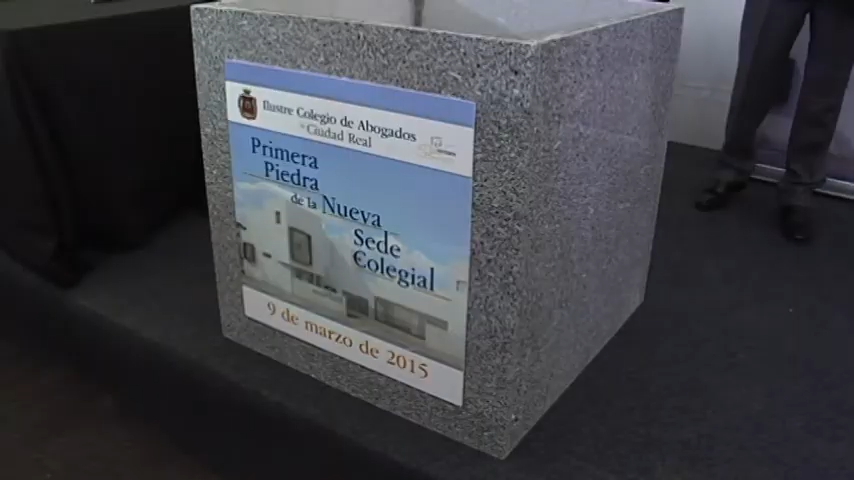 Ilustre Colegio de Abogados
de Ciudad Real
Primera
Piedra
de la Nueva
Sede
Colegial
9 de marzo de 2015